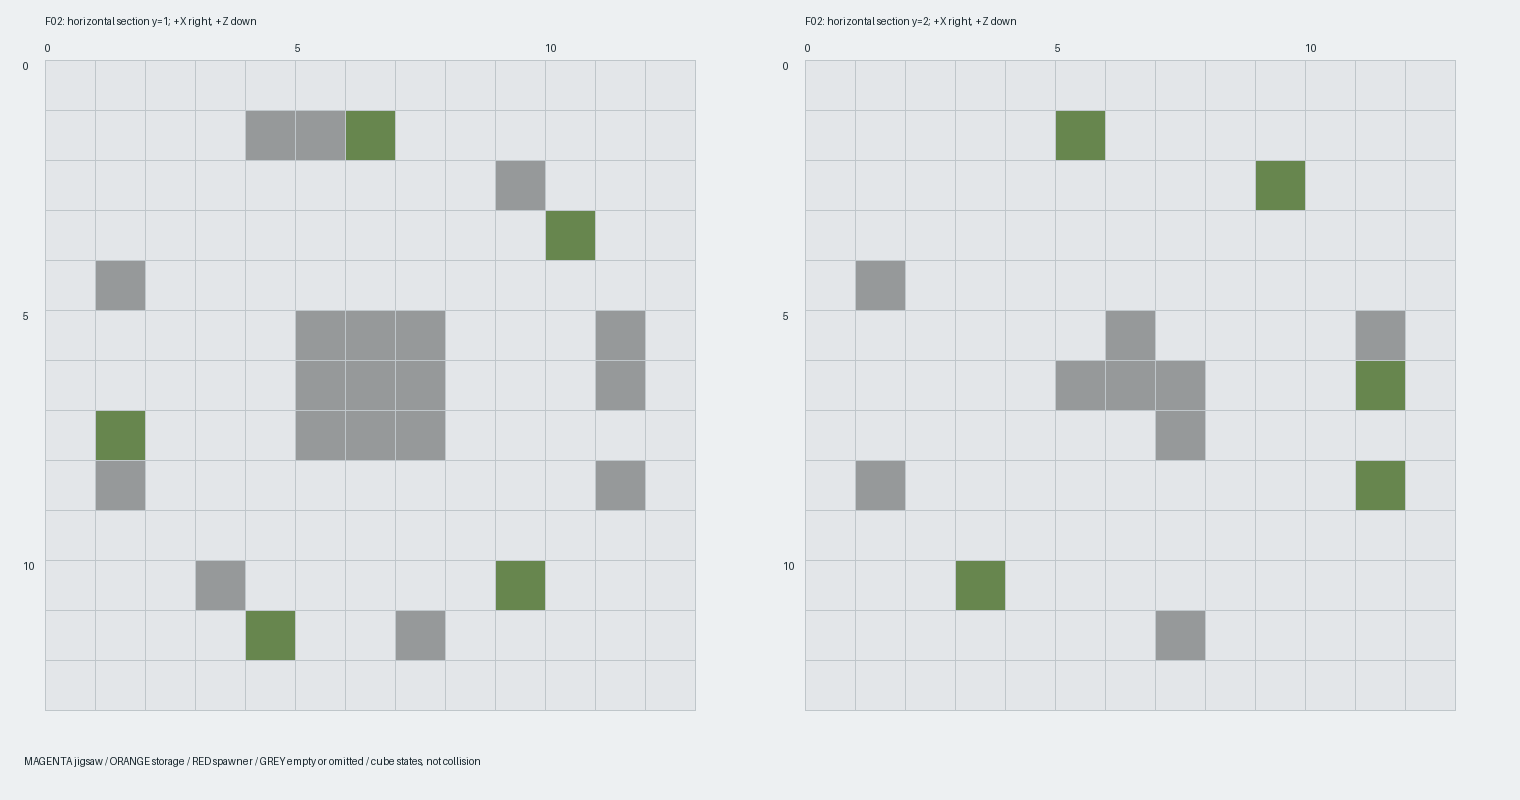 F02: horizontal section y=1; +X right, +Z down
F02: horizontal section y=2; +X right, +Z down
0 5 10
0 5 10
0
0
5
5
10
10
MAGENTA jigsaw / ORANGE storage / RED spawner / GREY empty or omitted / cube states, not collision